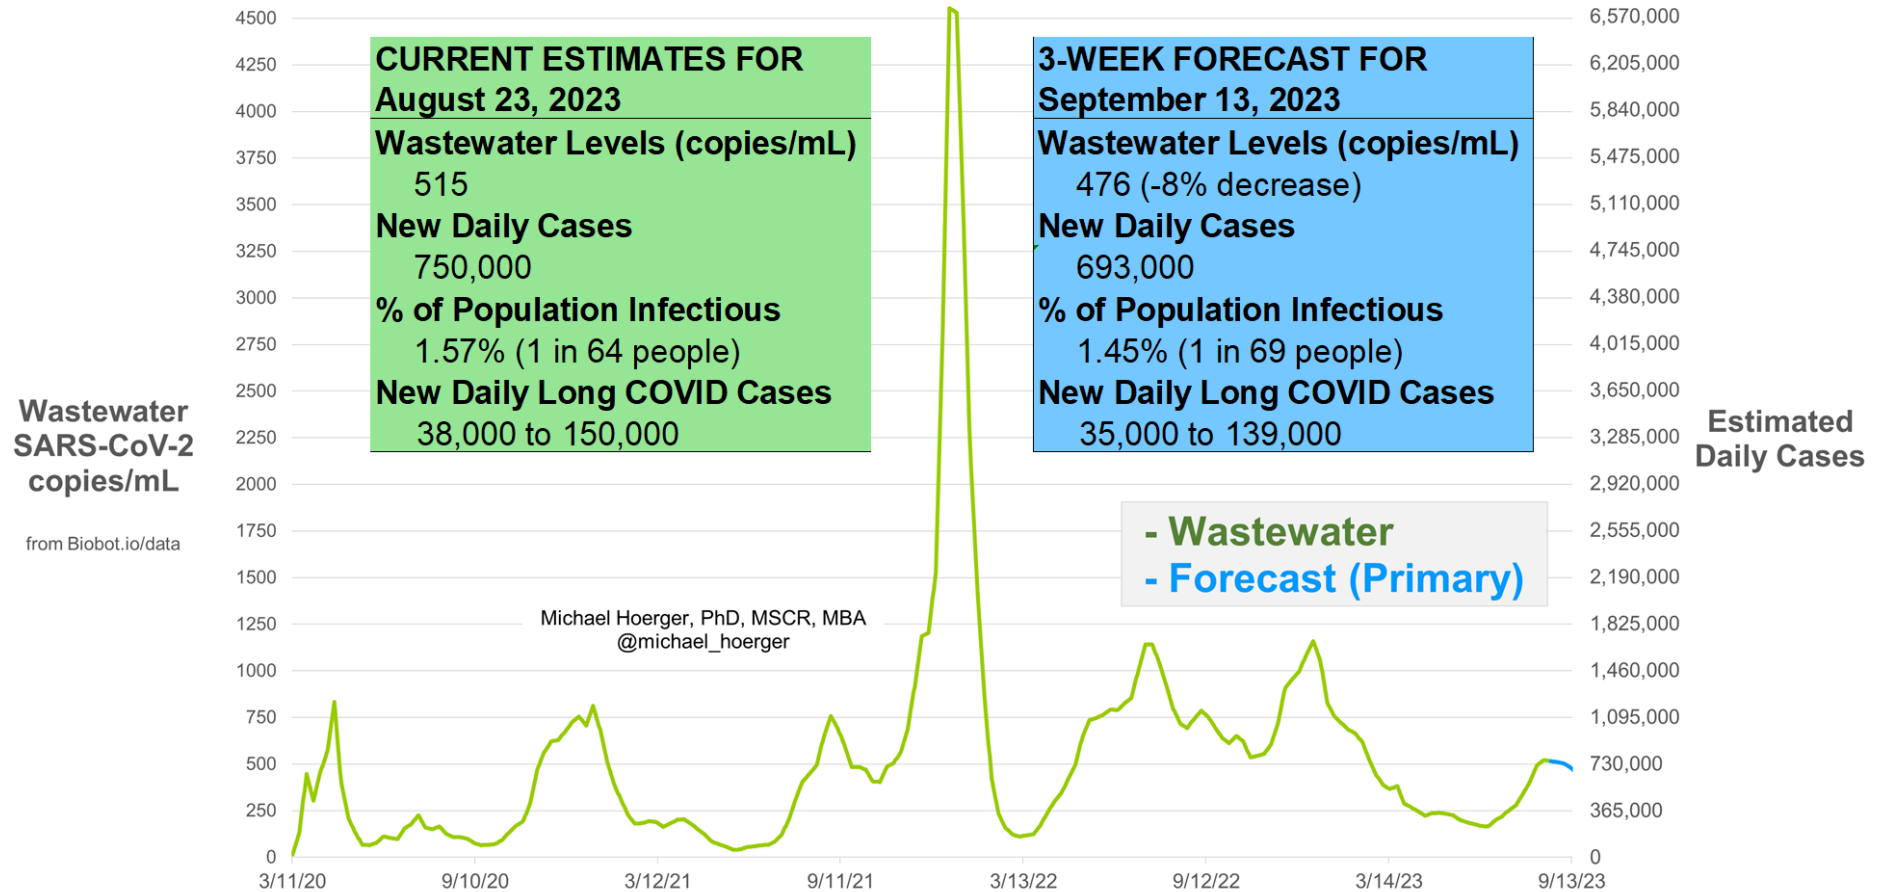 4500
4250
4000
3750
3500
3250
3000
2750
2500
2250
2000
1750
1500
1250
1000
750
500
250
0
Wastewater
SARS-CoV-2
copies/mL
from Biobot.io/data
CURRENT ESTIMATES FOR
August 23, 2023
Wastewater Levels (copies/mL)
515
New Daily Cases
750,000
% of Population Infectious
1.57% (1 in 64 people)
New Daily Long COVID Cases
38,000 to 150,000
3-WEEK FORECAST FOR
September 13, 2023
Wastewater Levels (copies/mL)
476 (-8% decrease)
New Daily Cases
693,000
% of Population Infectious
1.45% (1 in 69 people)
New Daily Long COVID Cases
35,000 to 139,000
- Wastewater
- Forecast (Primary)
Michael Hoerger, PhD, MSCR, MBA
@michael_hoerger
6,570,000
6,205,000
5,840,000
5,475,000
5,110,000
4,745,000
4,380,000
4,015,000
3,650,000
3,285,000
2,920,000
2,555,000
2,190,000
1,825,000
1,460,000
1,095,000
730,000
365,000
0
Estimated
Daily Cases
3/11/20 9/10/20 3/12/21 9/11/21 3/13/22 9/12/22 3/14/23 9/13/23